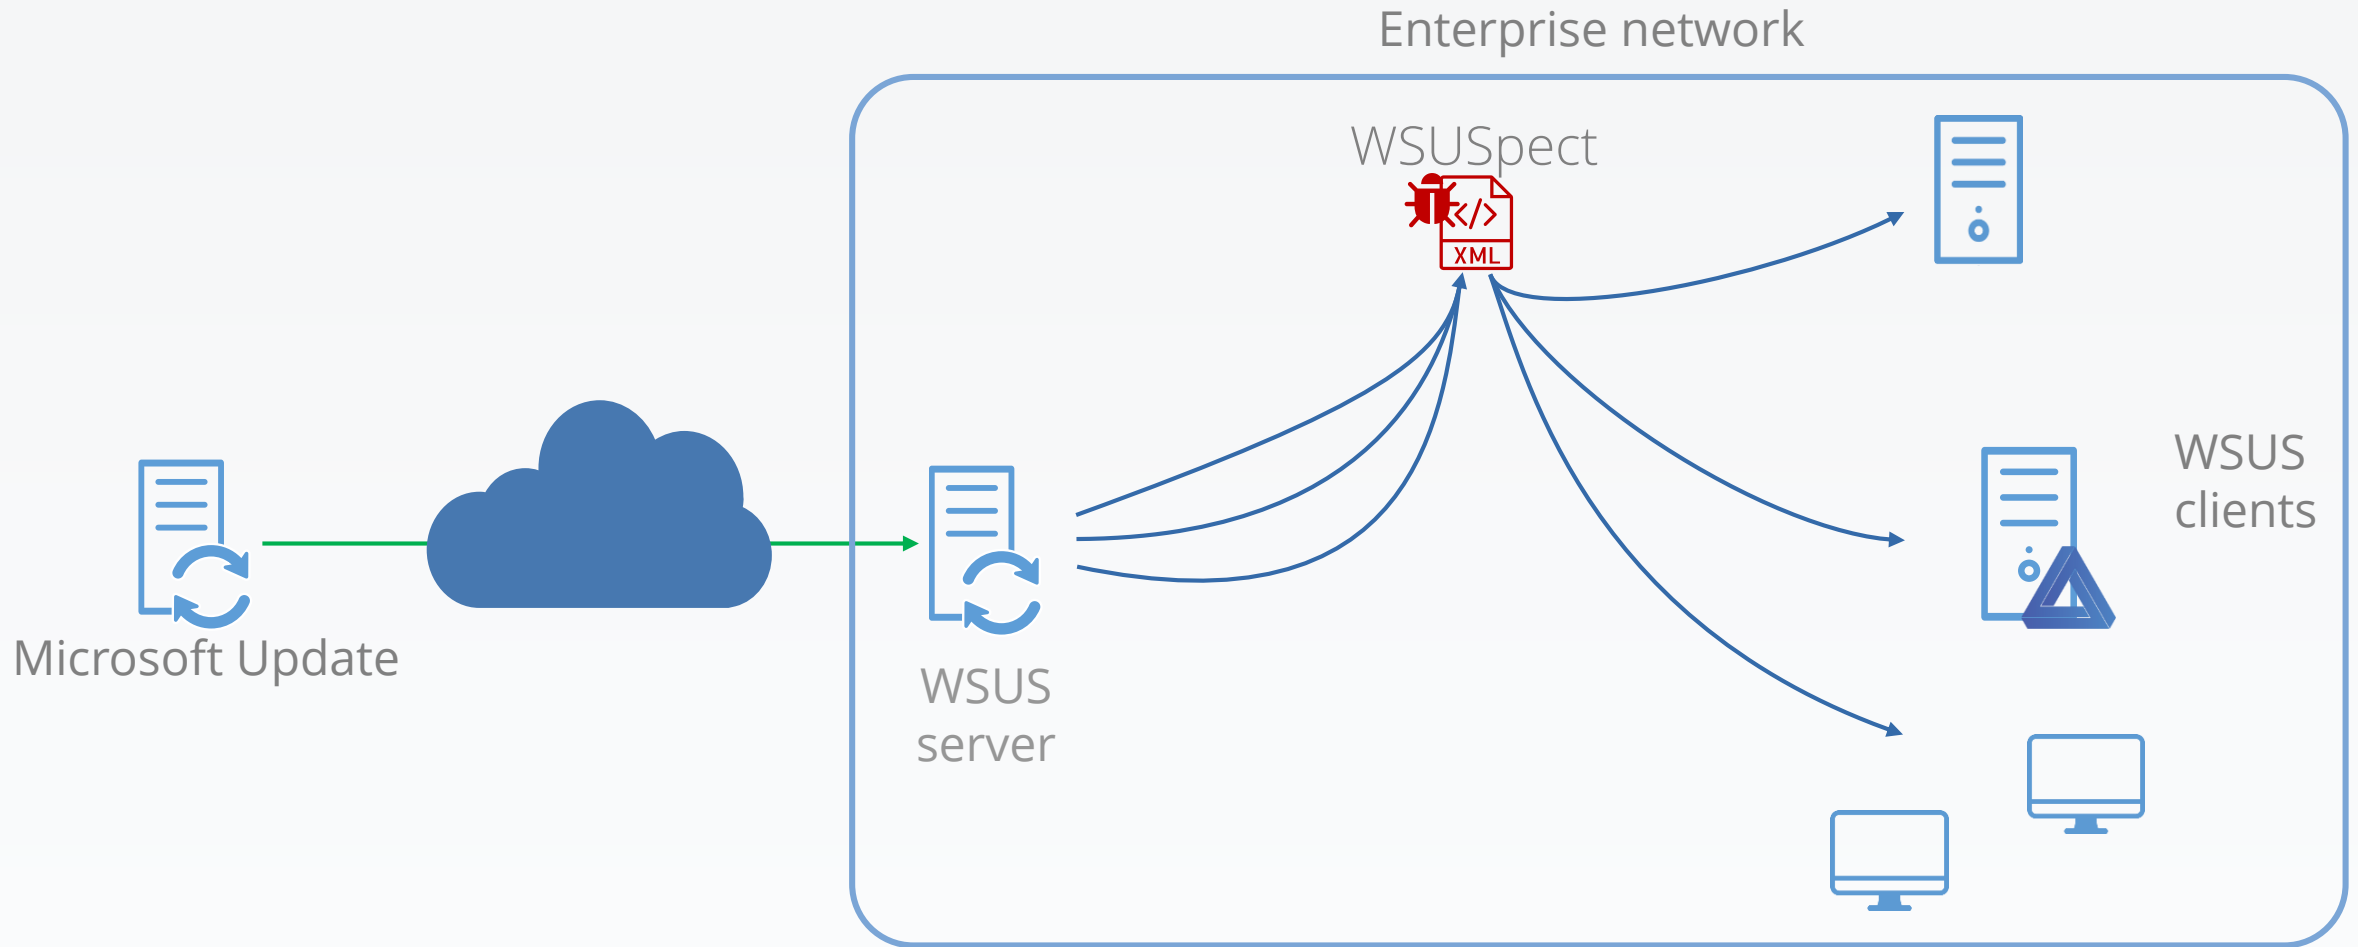 Enterprise network
WSUSpect
</>
XML
WSUS
clients
Microsoft Update
WSUS
server